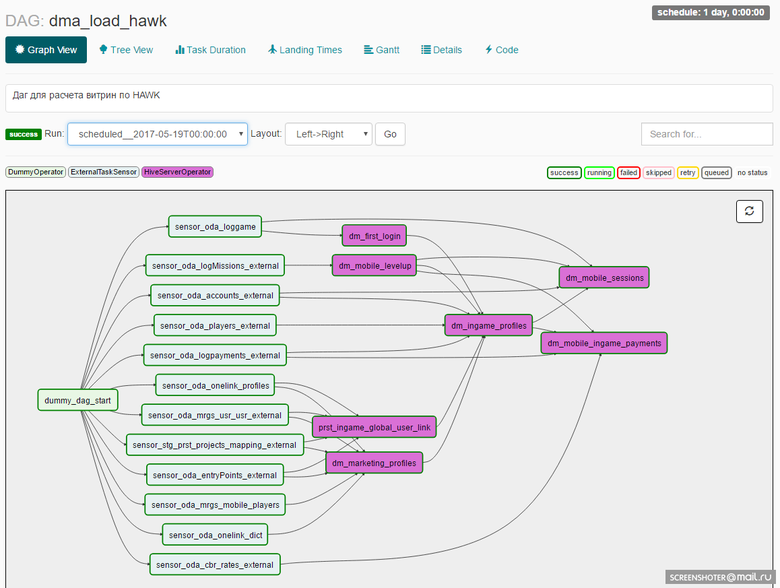 DAG: dma_load_hawk
schedule: 1 day, 0:00:00
Graph View
Tree View
Task Duration
Landing Times
Gantt
Details
Code
Даг для расчета витрин по HAWK
success Run: scheduled__2017-05-19T00:00:00 Layout: Left->Right Go Search for...
DummyOperator ExternalTaskSensor HiveServerOperator
success running failed skipped retry queued no status
sensor_oda_loggame
dm_first_login
sensor_oda_logMissions_external
dm_mobile_levelup
dm_mobile_sessions
sensor_oda_accounts_external
sensor_oda_players_external
dm_ingame_profiles
dm_mobile_ingame_payments
sensor_oda_logpayments_external
sensor_oda_onelink_profiles
dummy_dag_start
sensor_oda_mrgs_usr_usr_external
prst_ingame_global_user_link
sensor_stg_prst_projects_mapping_external
dm_marketing_profiles
sensor_oda_entryPoints_external
sensor_oda_mrgs_mobile_players
sensor_oda_onelink_dict
sensor_oda_cbr_rates_external
SCREENSHOTER@mail.ru